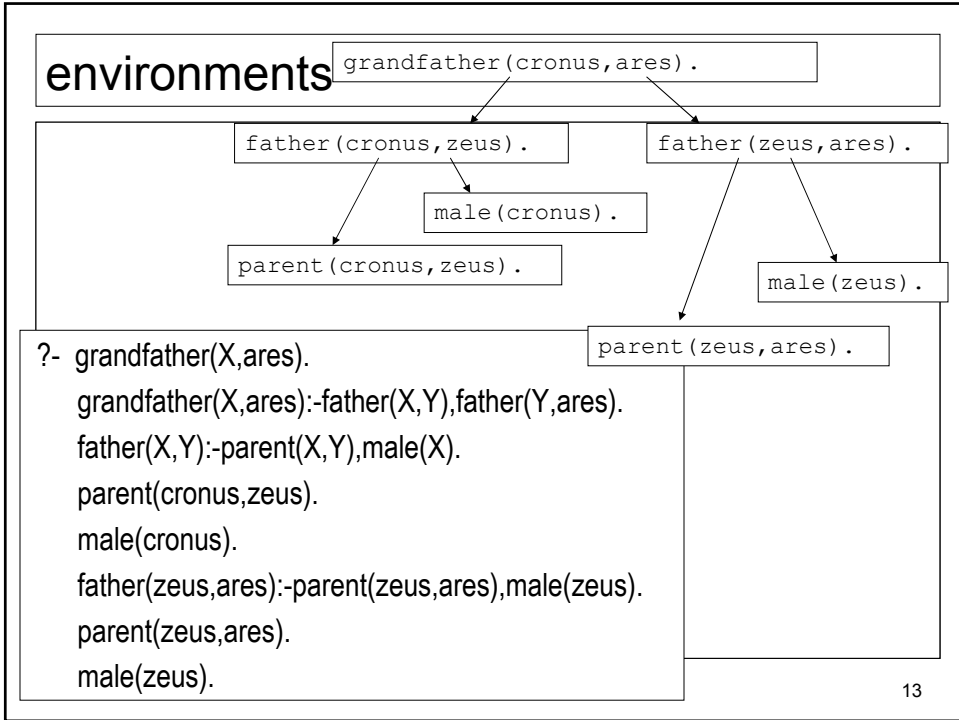 environments
grandfather(cronus,ares).
father(cronus,zeus).
father(zeus,ares).
male(cronus).
parent(cronus,zeus).
male(zeus).
parent(zeus,ares).
?- grandfather(X,ares).
grandfather(X,ares):-father(X,Y),father(Y,ares).
father(X,Y):-parent(X,Y),male(X).
parent(cronus,zeus).
male(cronus).
father(zeus,ares):-parent(zeus,ares),male(zeus).
parent(zeus,ares).
male(zeus).
13